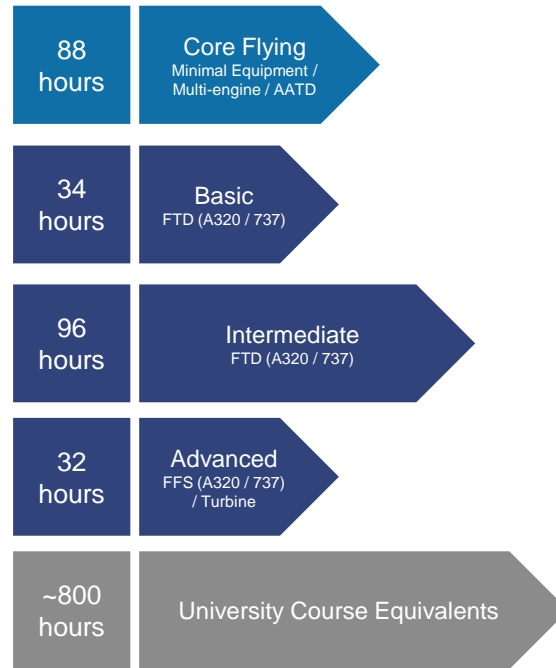 88
hours
Core Flying
Minimal Equipment /
Multi-engine / AATD
34
hours
Basic
FTD (A320 / 737)
96
hours
Intermediate
FTD (A320 / 737)
32
hours
Advanced
FFS (A320 / 737)
/ Turbine
~800
hours
University Course Equivalents